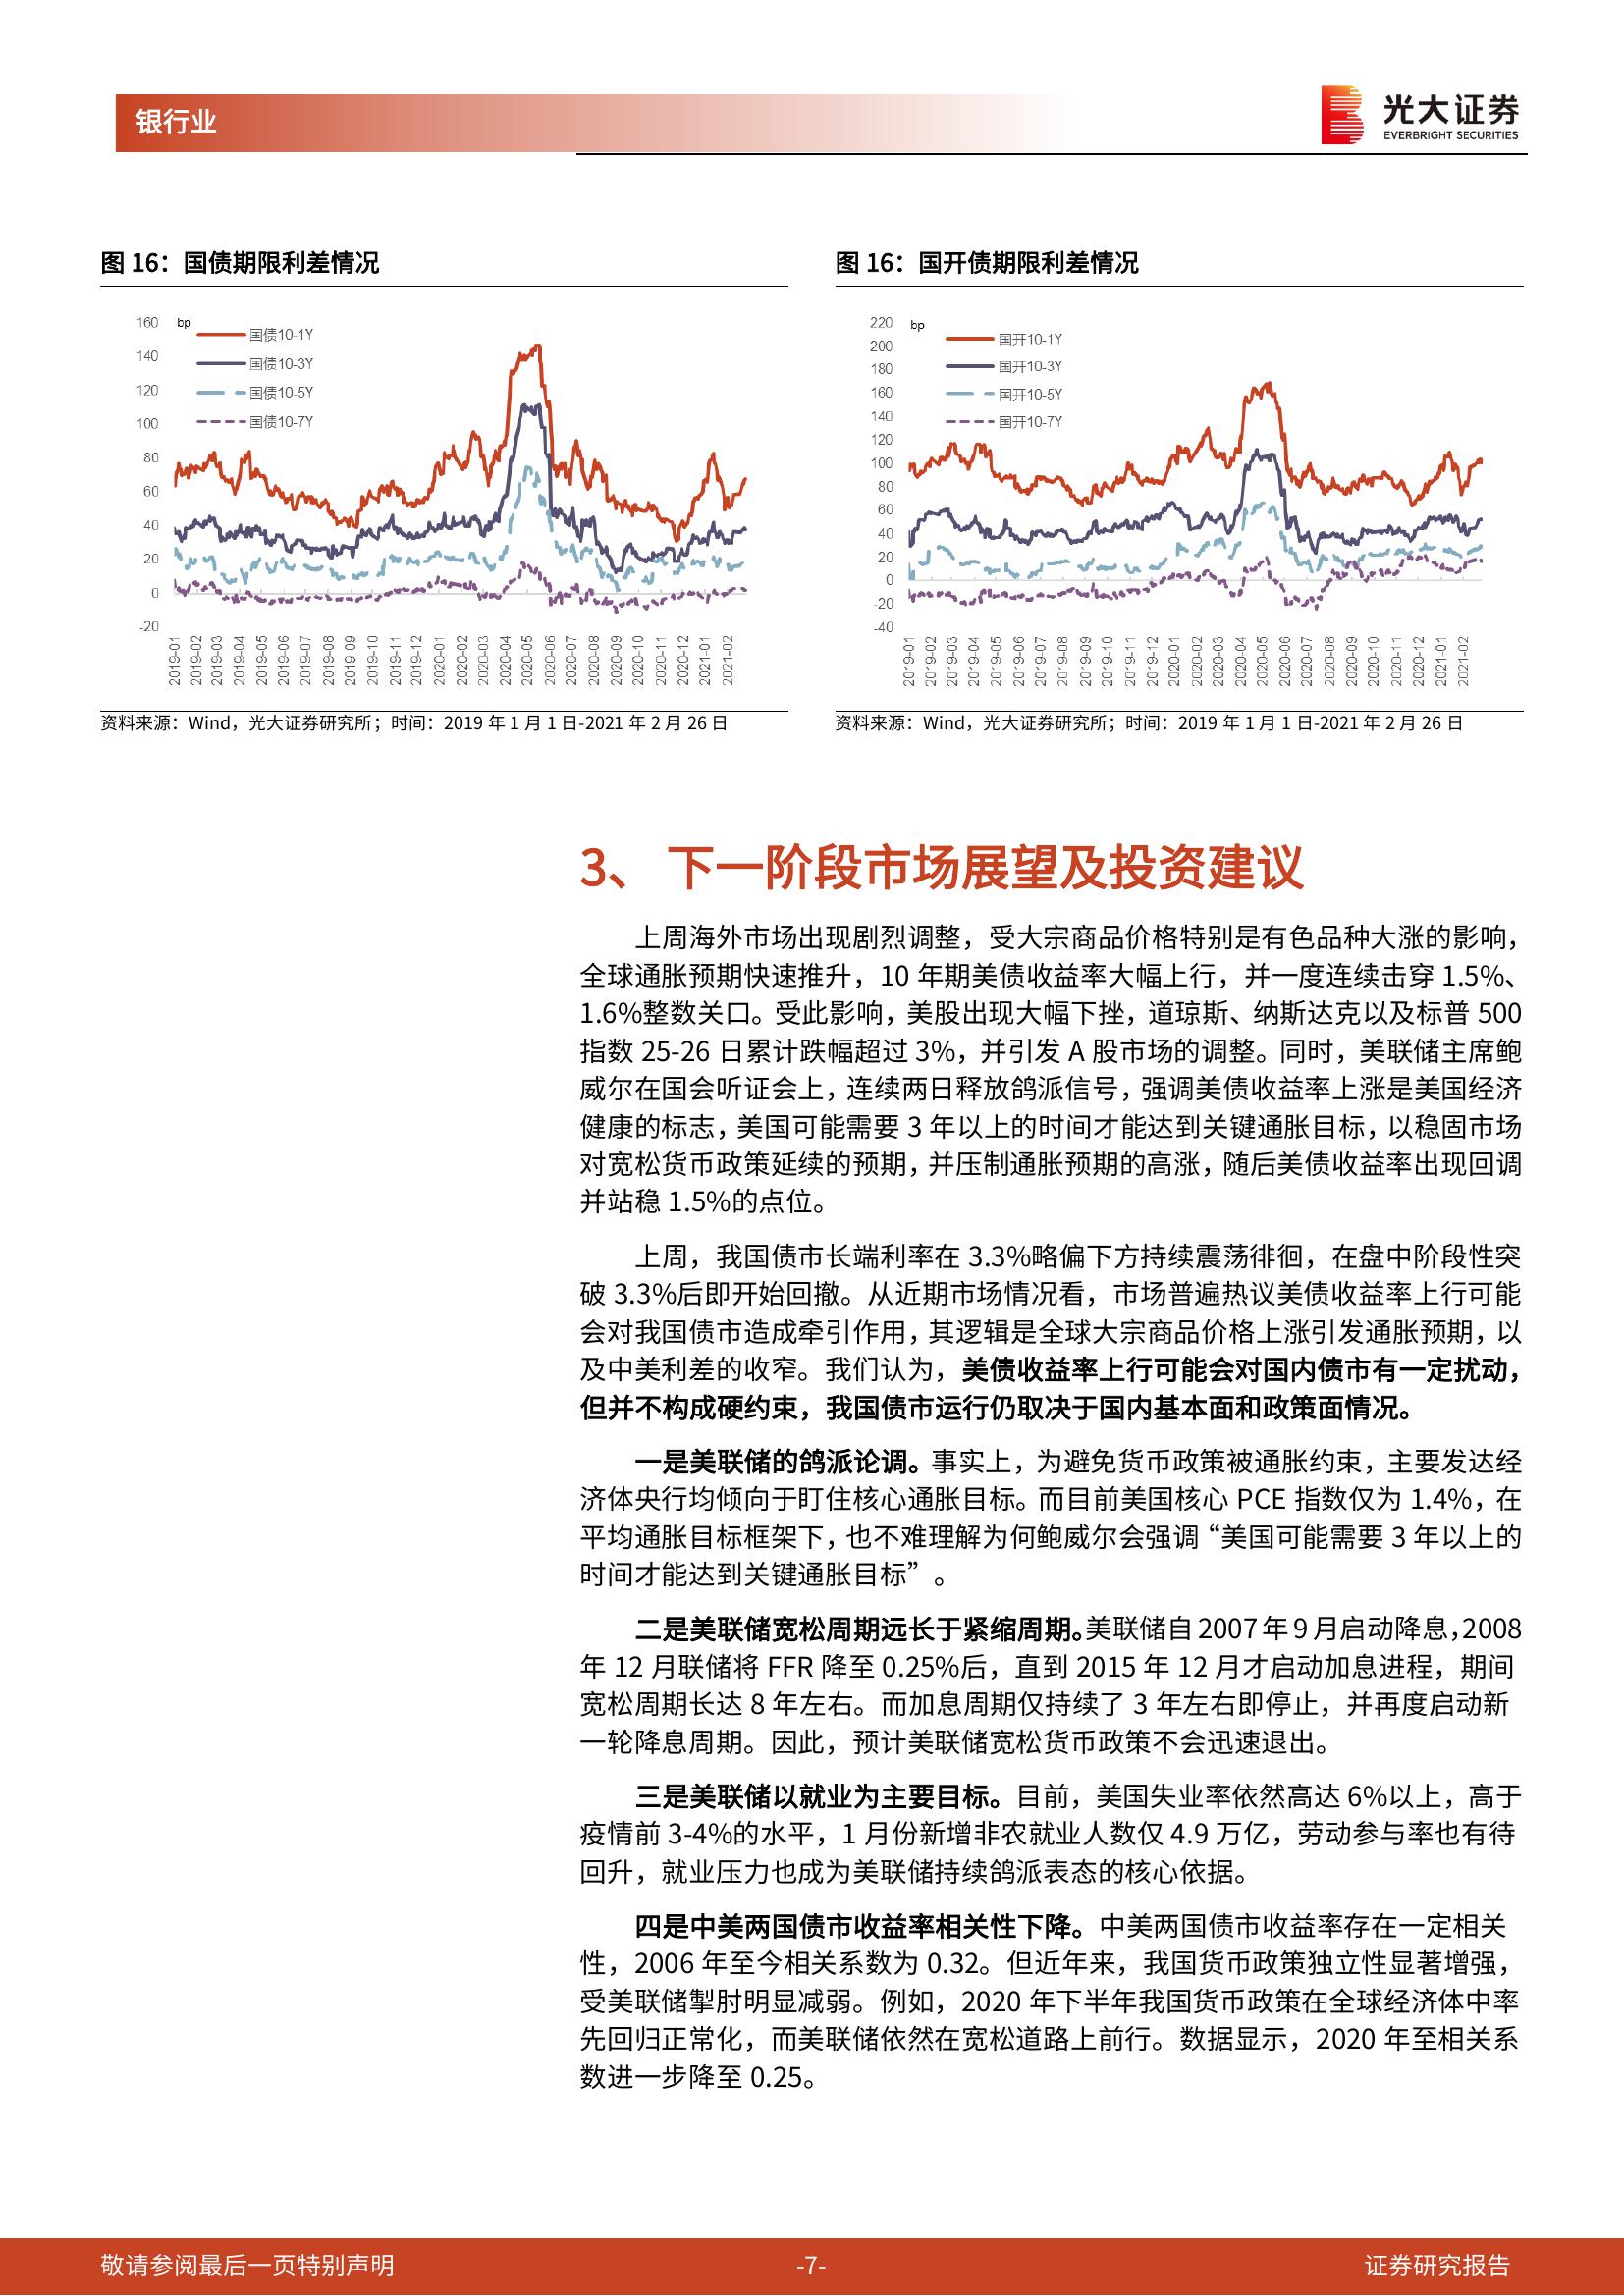 银行业
光大证券
EVERBRIGHT SECURITIES
图 16：国债期限利差情况
bp
国债10-1Y
国债10-3Y
国债10-5Y
国债10-7Y
160
140
120
100
80
60
40
20
0
-20
2019-01
2019-02
2019-03
2019-04
2019-05
2019-06
2019-07
2019-08
2019-09
2019-10
2019-11
2019-12
2020-01
2020-02
2020-03
2020-04
2020-05
2020-06
2020-07
2020-08
2020-09
2020-10
2020-11
2020-12
2021-01
2021-02
资料来源：Wind，光大证券研究所；时间：2019 年 1 月 1 日-2021 年 2 月 26 日
图 16：国开债期限利差情况
bp
国开10-1Y
国开10-3Y
国开10-5Y
国开10-7Y
220
200
180
160
140
120
100
80
60
40
20
0
-20
-40
2019-01
2019-02
2019-03
2019-04
2019-05
2019-06
2019-07
2019-08
2019-09
2019-10
2019-11
2019-12
2020-01
2020-02
2020-03
2020-04
2020-05
2020-06
2020-07
2020-08
2020-09
2020-10
2020-11
2020-12
2021-01
2021-02
资料来源：Wind，光大证券研究所；时间：2019 年 1 月 1 日-2021 年 2 月 26 日
3、 下一阶段市场展望及投资建议
上周海外市场出现剧烈调整，受大宗商品价格特别是有色品种大涨的影响，
全球通胀预期快速推升，10 年期美债收益率大幅上行，并一度连续击穿 1.5%、
1.6%整数关口。受此影响，美股出现大幅下挫，道琼斯、纳斯达克以及标普 500
指数 25-26 日累计跌幅超过 3%，并引发 A 股市场的调整。同时，美联储主席鲍
威尔在国会听证会上，连续两日释放鸽派信号，强调美债收益率上涨是美国经济
健康的标志，美国可能需要 3 年以上的时间才能达到关键通胀目标，以稳固市场
对宽松货币政策延续的预期，并压制通胀预期的高涨，随后美债收益率出现回调
并站稳 1.5%的点位。
上周，我国债市长端利率在 3.3%略偏下方持续震荡徘徊，在盘中阶段性突
破 3.3%后即开始回撤。从近期市场情况看，市场普遍热议美债收益率上行可能
会对我国债市造成牵引作用，其逻辑是全球大宗商品价格上涨引发通胀预期，以
及中美利差的收窄。我们认为，美债收益率上行可能会对国内债市有一定扰动，
但并不构成硬约束，我国债市运行仍取决于国内基本面和政策面情况。
一是美联储的鸽派论调。事实上，为避免货币政策被通胀约束，主要发达经
济体央行均倾向于盯住核心通胀目标。而目前美国核心 PCE 指数仅为 1.4%，在
平均通胀目标框架下，也不难理解为何鲍威尔会强调“美国可能需要 3 年以上的
时间才能达到关键通胀目标”。
二是美联储宽松周期远长于紧缩周期。美联储自 2007 年 9 月启动降息，2008
年 12 月联储将 FFR 降至 0.25%后，直到 2015 年 12 月才启动加息进程，期间
宽松周期长达 8 年左右。而加息周期仅持续了 3 年左右即停止，并再度启动新
一轮降息周期。因此，预计美联储宽松货币政策不会迅速退出。
三是美联储以就业为主要目标。目前，美国失业率依然高达 6%以上，高于
疫情前 3-4%的水平，1 月份新增非农就业人数仅 4.9 万亿，劳动参与率也有待
回升，就业压力也成为美联储持续鸽派表态的核心依据。
四是中美两国债市收益率相关性下降。中美两国债市收益率存在一定相关
性，2006 年至今相关系数为 0.32。但近年来，我国货币政策独立性显著增强，
受美联储掣肘明显减弱。例如，2020 年下半年我国货币政策在全球经济体中率
先回归正常化，而美联储依然在宽松道路上前行。数据显示，2020 年至相关系
数进一步降至 0.25。
敬请参阅最后一页特别声明
-7-
证券研究报告